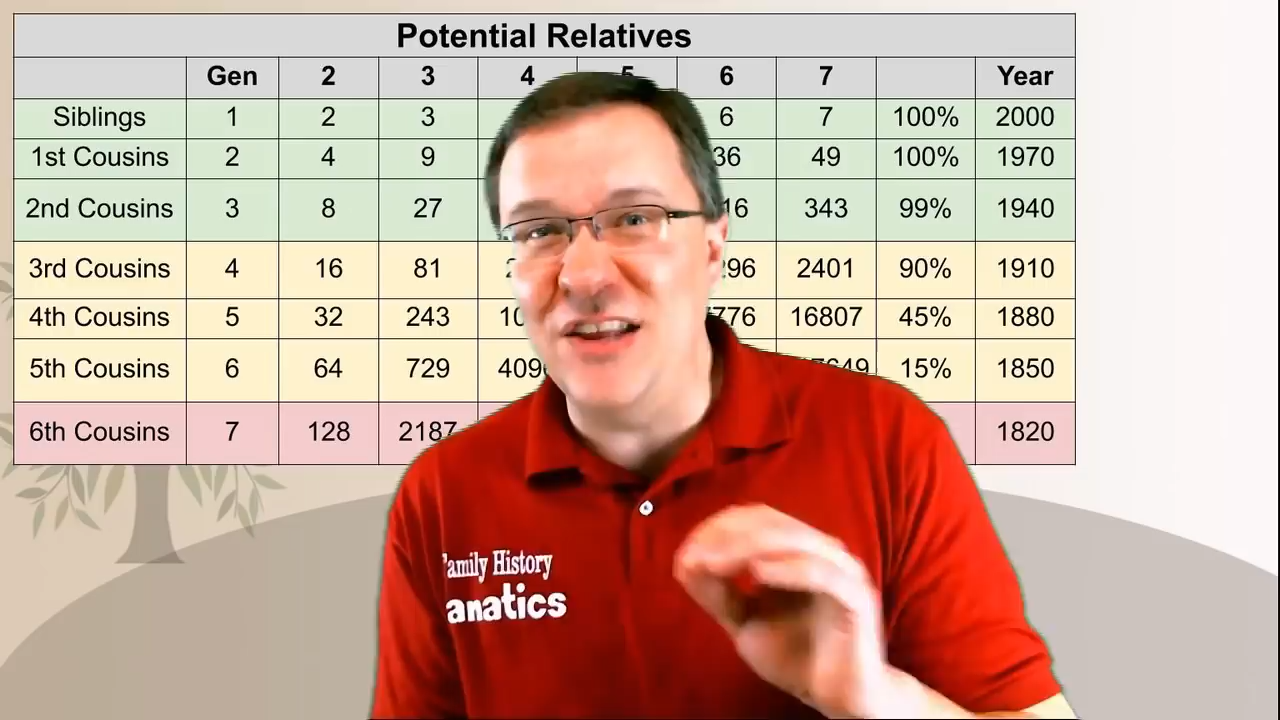 Potential Relatives
Gen 2 3 4 6 7 Year
Siblings 1 2 3 6 7 100% 2000
1st Cousins 2 4 9 36 49 100% 1970
2nd Cousins 3 8 27 343 99% 1940
3rd Cousins 4 16 81 2401 90% 1910
4th Cousins 5 32 243 16807 45% 1880
5th Cousins 6 64 729 15% 1850
6th Cousins 7 128 2187 1820
amily History
anatics